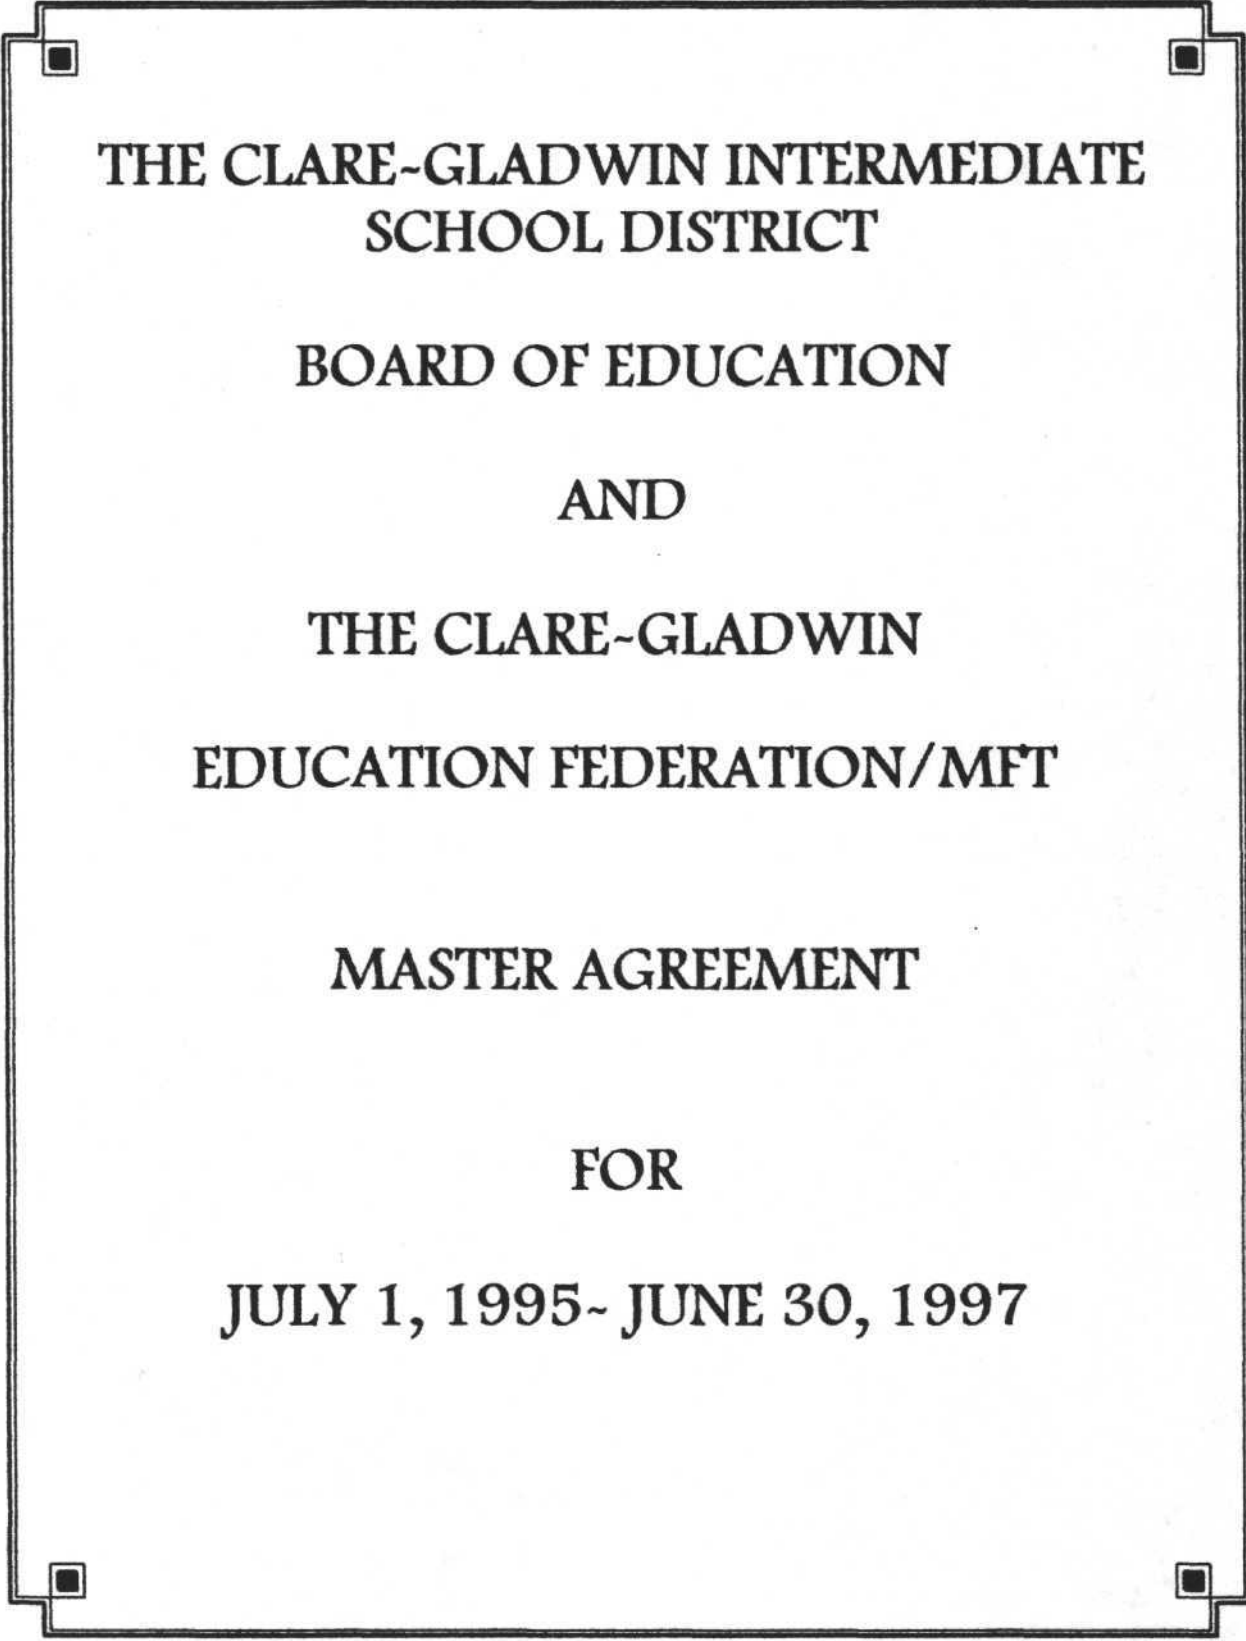 THE CLARE~GLADWIN INTERMEDIATE
SCHOOL DISTRICT
BOARD OF EDUCATION
AND
THE CLARE~GLADWIN
EDUCATION FEDERATION/MFT
MASTER AGREEMENT
FOR
JULY 1, 1995~ JUNE 30, 1997